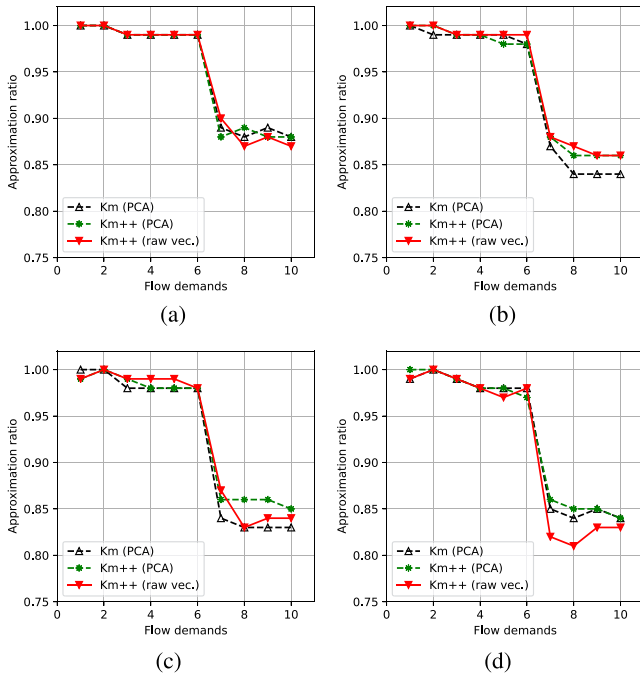 1.00
0.95
0.90
0.85
0.80
0.75
Approximation ratio
Km (PCA)
Km++ (PCA)
Km++ (raw vec.)
0 2 4 6 8 10
Flow demands
(a)
1.00
0.95
0.90
0.85
0.80
0.75
Approximation ratio
Km (PCA)
Km++ (PCA)
Km++ (raw vec.)
0 2 4 6 8 10
Flow demands
(b)
1.00
0.95
0.90
0.85
0.80
0.75
Approximation ratio
Km (PCA)
Km++ (PCA)
Km++ (raw vec.)
0 2 4 6 8 10
Flow demands
(c)
1.00
0.95
0.90
0.85
0.80
0.75
Approximation ratio
Km (PCA)
Km++ (PCA)
Km++ (raw vec.)
0 2 4 6 8 10
Flow demands
(d)